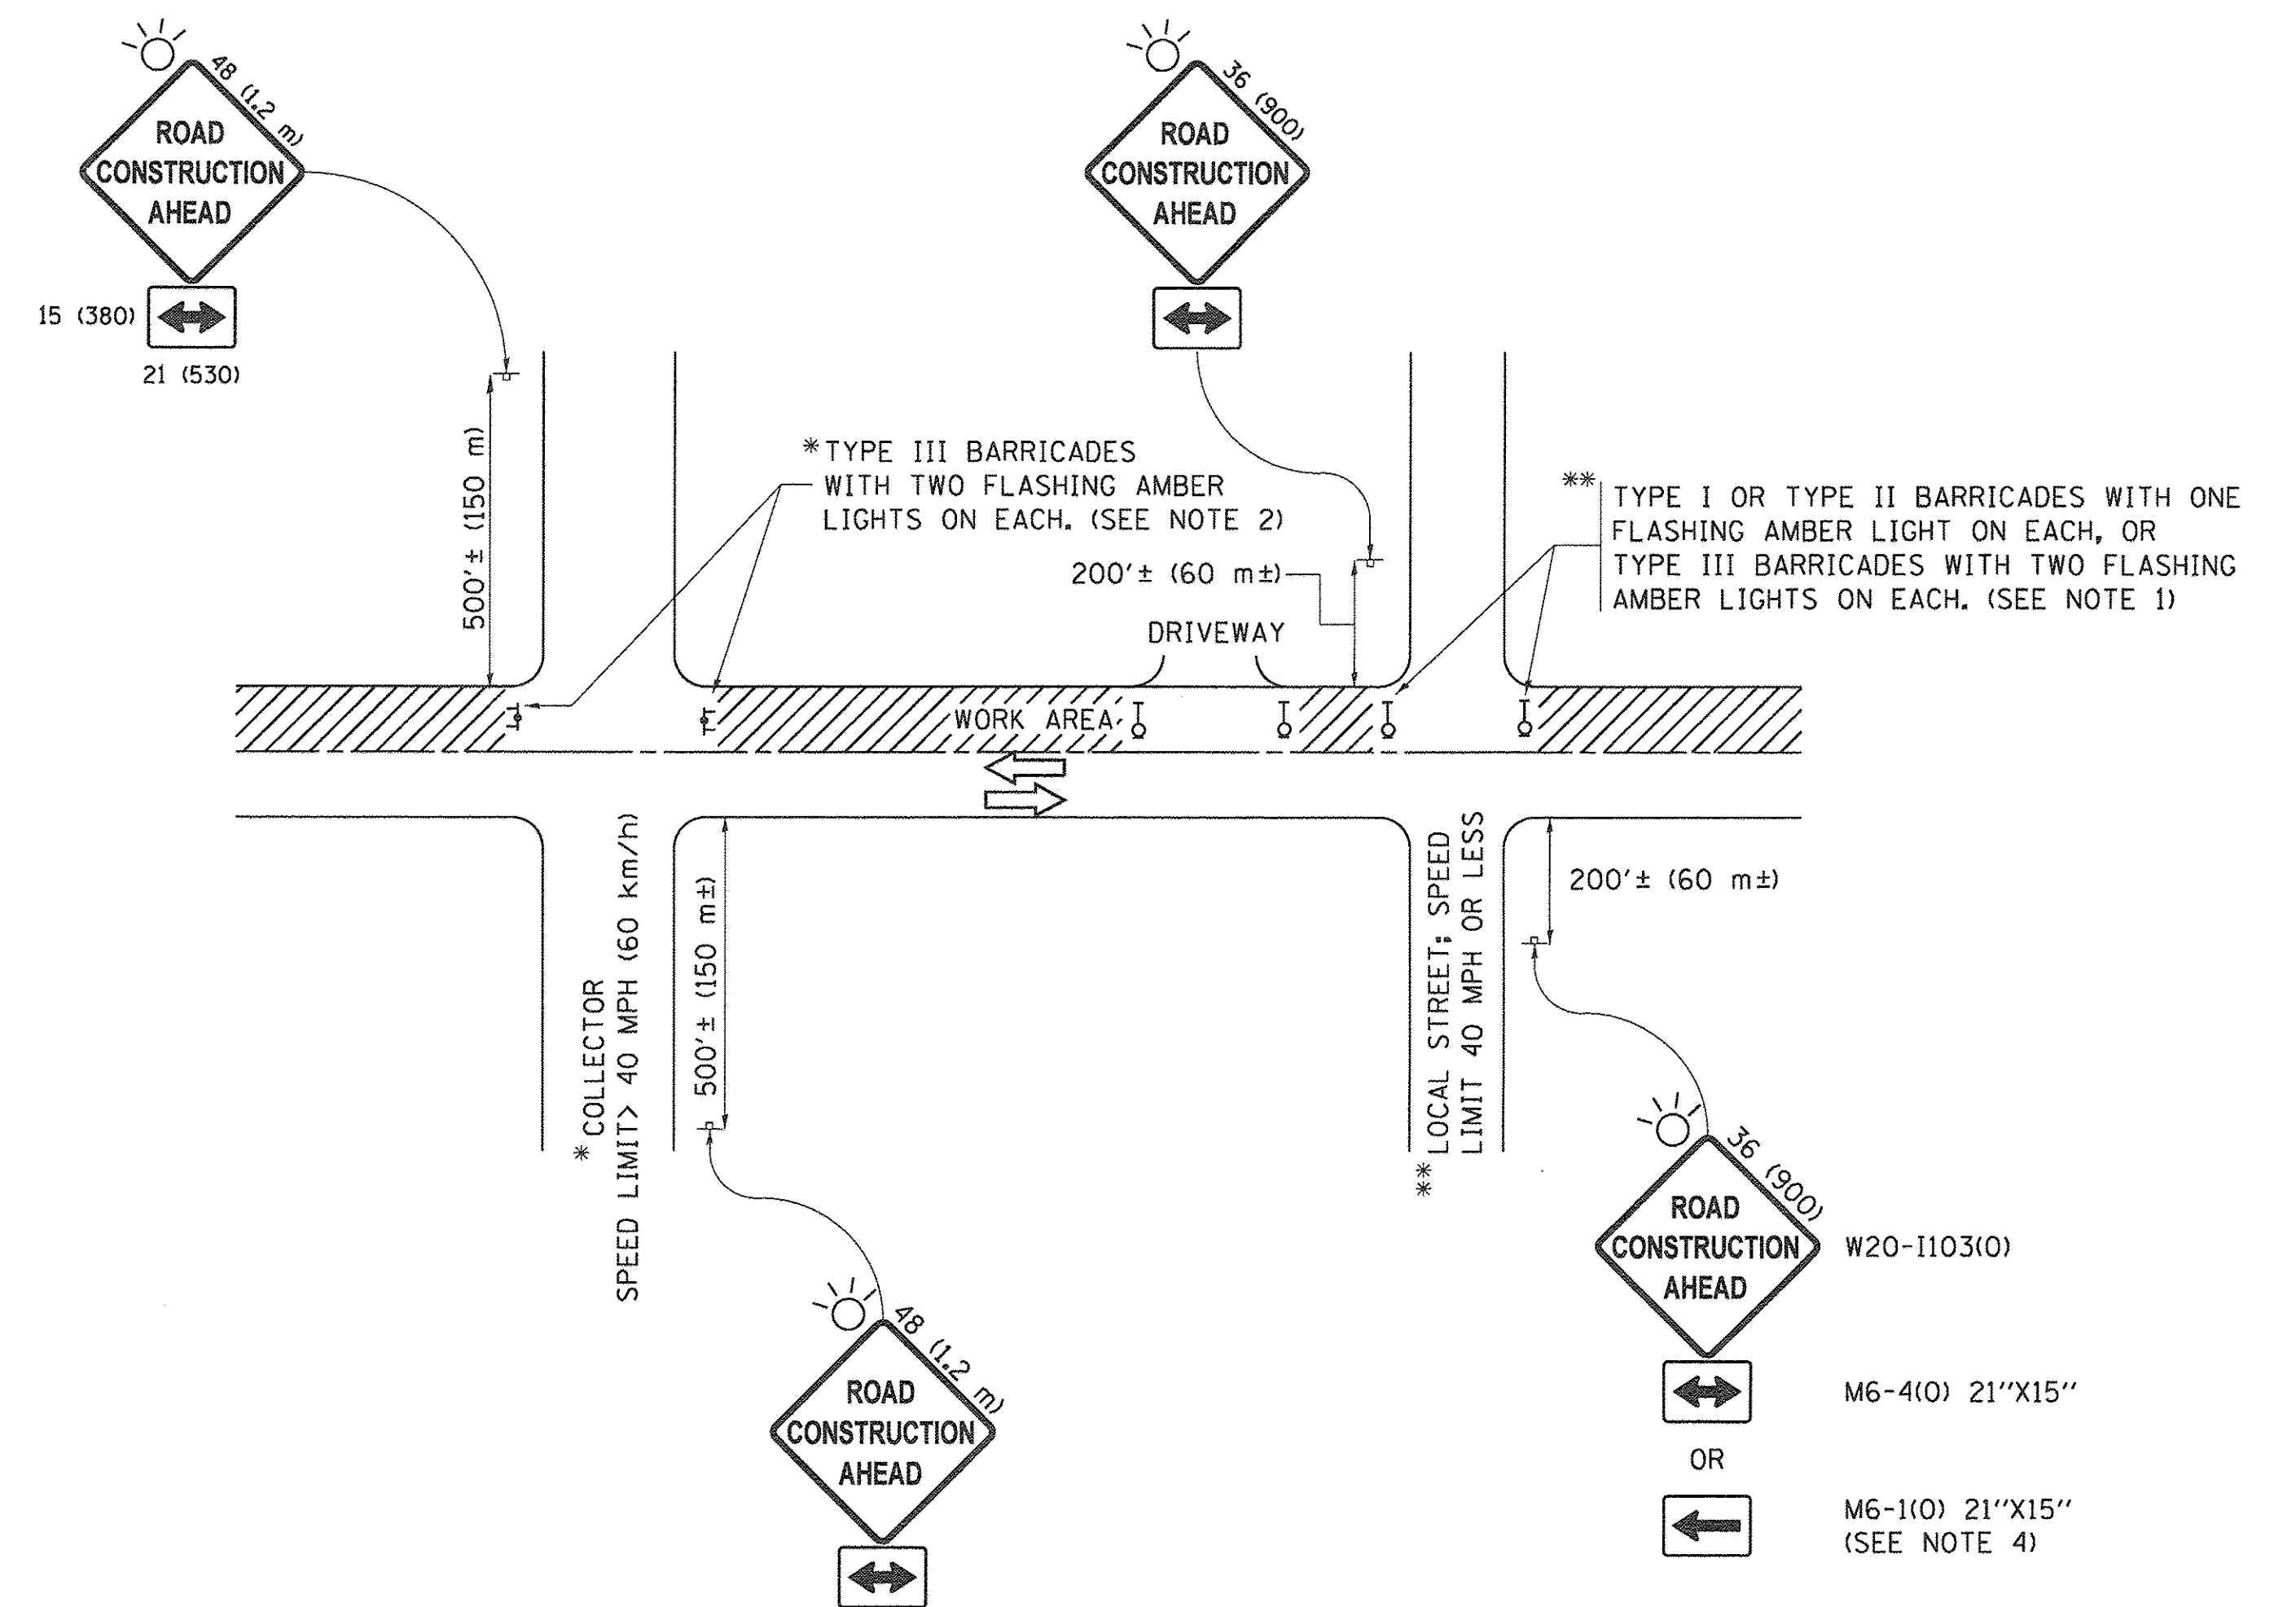 48 (1.2 m)
ROAD
CONSTRUCTION
AHEAD
15 (380)
21 (530)
36 (900)
ROAD
CONSTRUCTION
AHEAD
500'± (150 m)
*TYPE III BARRICADES
WITH TWO FLASHING AMBER
LIGHTS ON EACH. (SEE NOTE 2)
200'± (60 m±)
DRIVEWAY
** TYPE I OR TYPE II BARRICADES WITH ONE
FLASHING AMBER LIGHT ON EACH, OR
TYPE III BARRICADES WITH TWO FLASHING
AMBER LIGHTS ON EACH. (SEE NOTE 1)
WORK AREA
* COLLECTOR
SPEED LIMIT> 40 MPH (60 km/h)
500'± (150 m±)
** LOCAL STREET; SPEED
LIMIT 40 MPH OR LESS
200'± (60 m±)
36 (900)
ROAD
CONSTRUCTION
AHEAD
W20-I103(O)
M6-4(O) 21''X15''
OR
M6-1(O) 21''X15''
(SEE NOTE 4)
48 (1.2 m)
ROAD
CONSTRUCTION
AHEAD